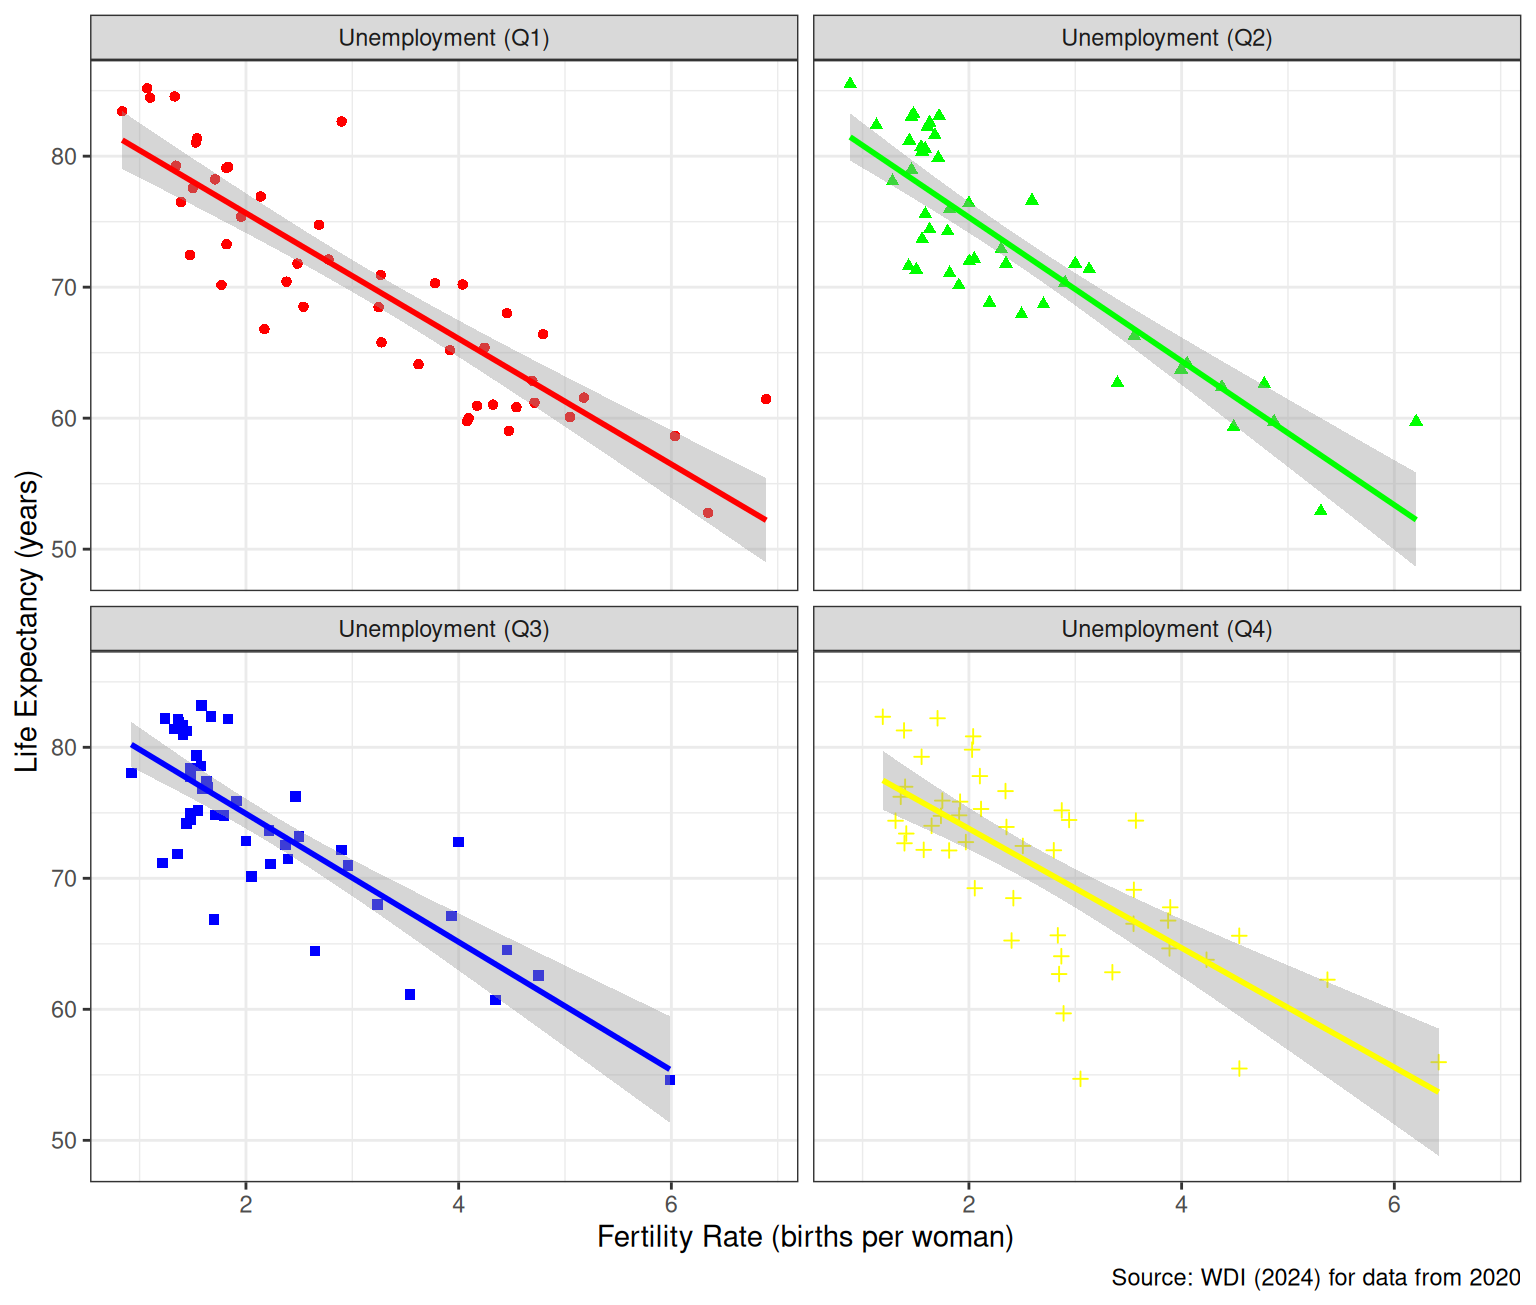 Unemployment (Q1)
Unemployment (Q2)
80
70
60
50
Unemployment (Q3)
Unemployment (Q4)
80
70
60
50
Life Expectancy (years)
2
4
6
2
4
6
Fertility Rate (births per woman)
Source: WDI (2024) for data from 2020